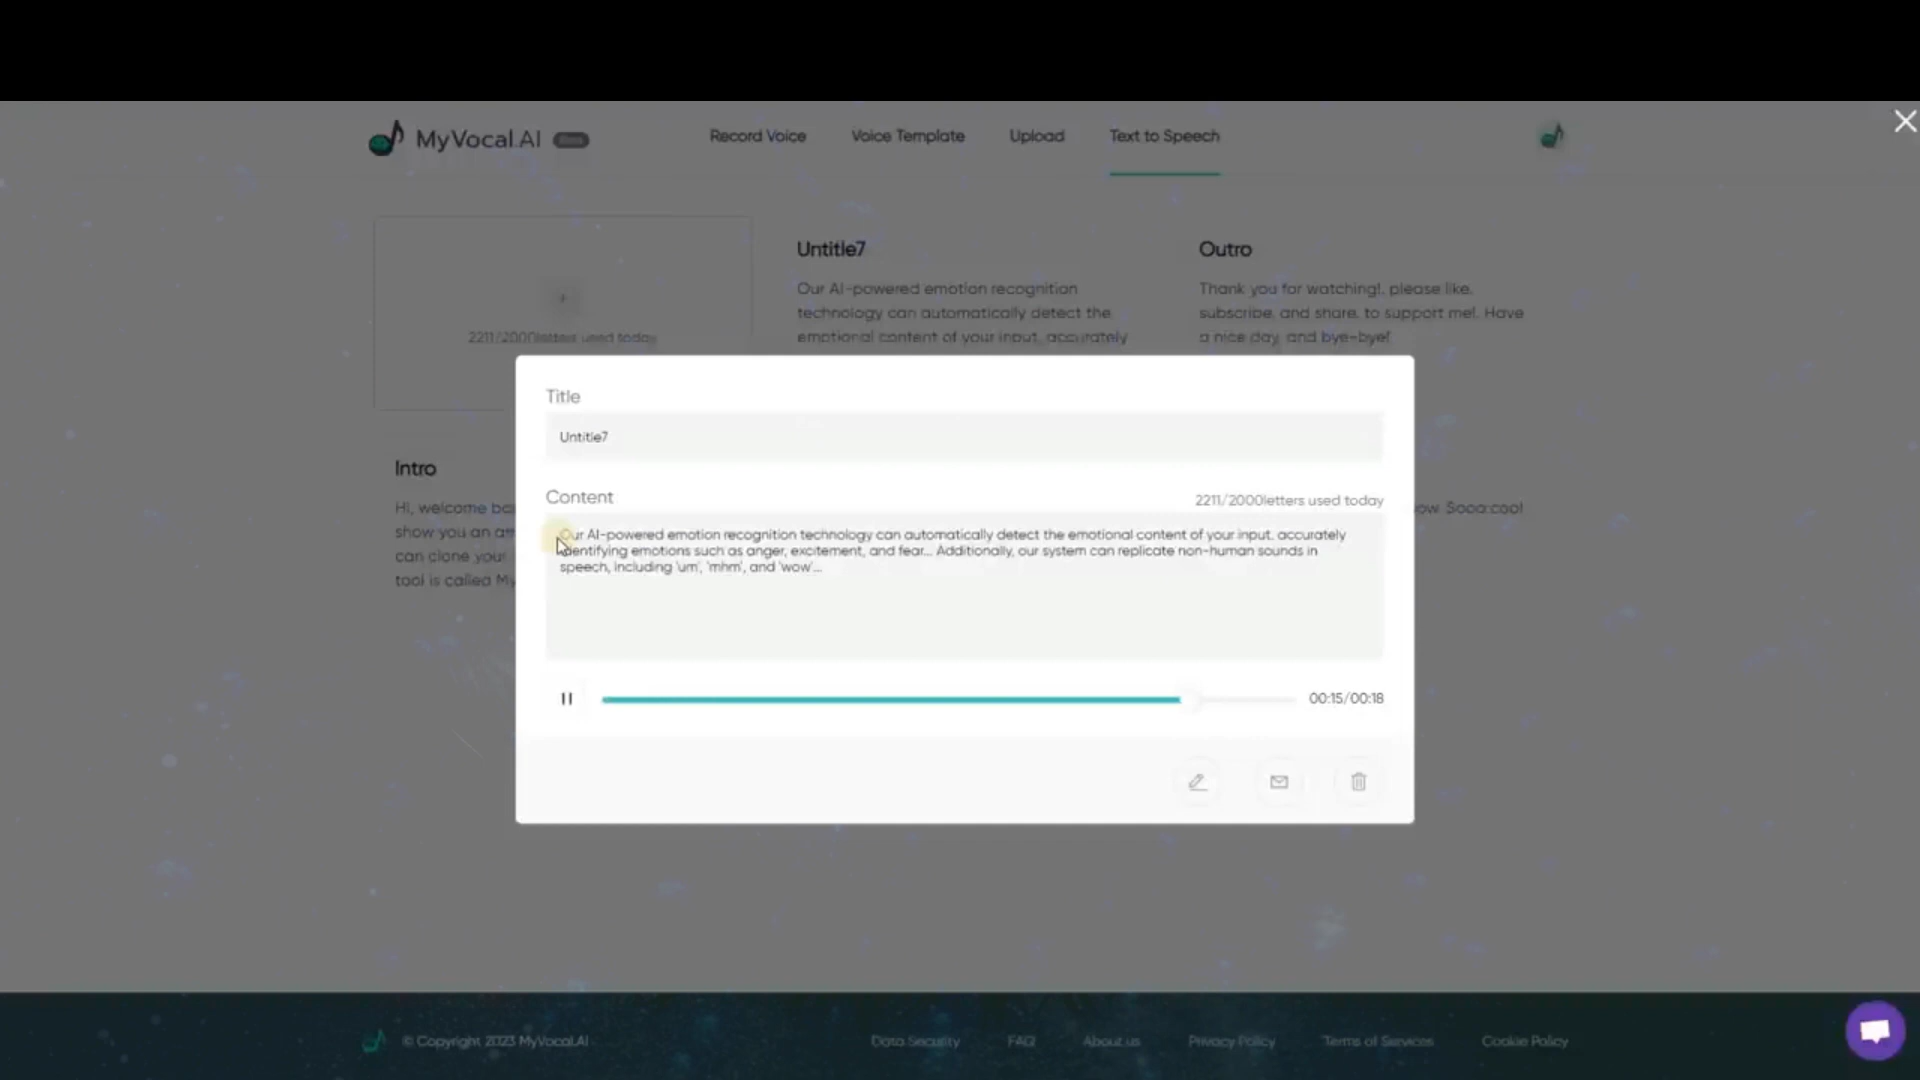 MyVocal.AI Beta
Record Voice
Voice Template
Upload
Text to Speech
2211/2000letters used today
Untitle7
Our AI-powered emotion recognition
technology can automatically detect the
emotional content of your input, accurately
Outro
Thank you for watching!, please like,
subscribe, and share, to support me!. Have
a nice day, and bye-bye!
Intro
Hi, welcome
show you an
can clone your
tool is called
ow. Sooo cool
Title
Untitle7
Content
2211/2000letters used today
Our AI-powered emotion recognition technology can automatically detect the emotional content of your input, accurately
identifying emotions such as anger, excitement, and fear... Additionally, our system can replicate non-human sounds in
speech, including 'um', 'mhm', and 'wow'...
00:15/00:18
© Copyright 2023 MyVocal.AI
Data Security
FAQ
About us
Privacy Policy
Terms of Services
Cookie Policy